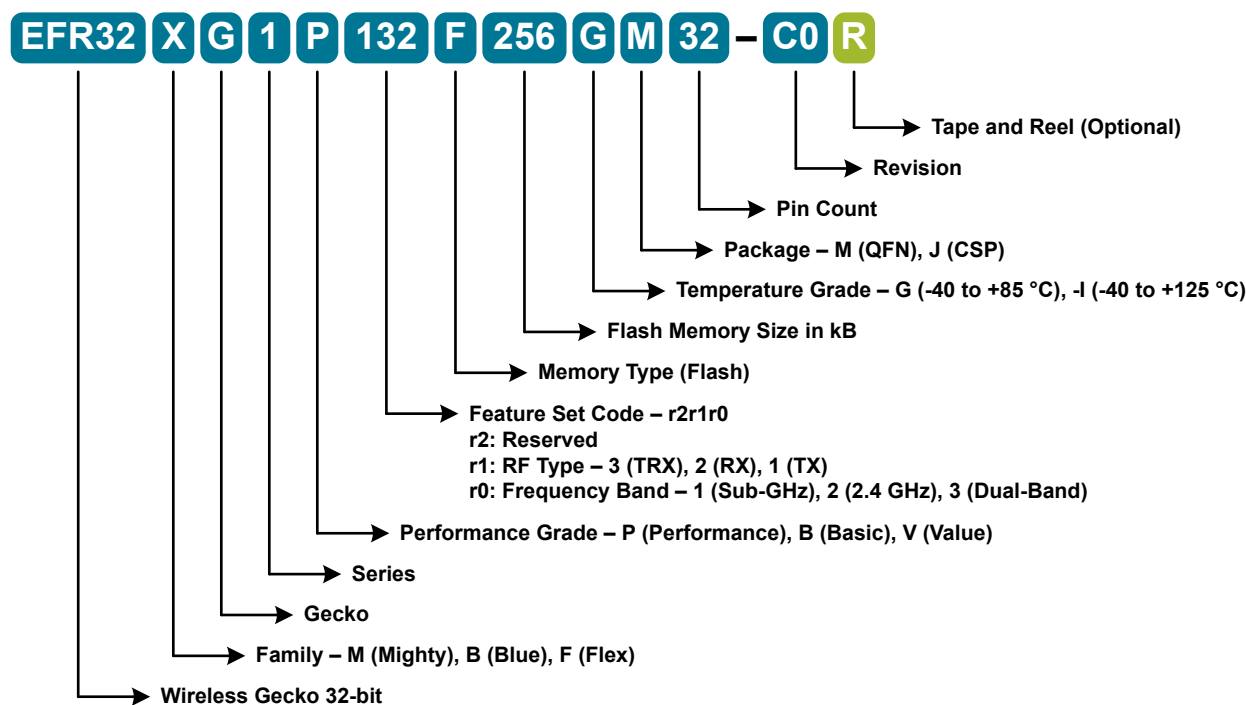 EFR32 X G 1 P 132 F 256 G M 32 – C0 R
Tape and Reel (Optional)
Revision
Pin Count
Package – M (QFN), J (CSP)
Temperature Grade – G (-40 to +85 °C), -I (-40 to +125 °C)
Flash Memory Size in kB
Memory Type (Flash)
Feature Set Code – r2r1r0
r2: Reserved
r1: RF Type – 3 (TRX), 2 (RX), 1 (TX)
r0: Frequency Band – 1 (Sub-GHz), 2 (2.4 GHz), 3 (Dual-Band)
Performance Grade – P (Performance), B (Basic), V (Value)
Series
Gecko
Family – M (Mighty), B (Blue), F (Flex)
Wireless Gecko 32-bit